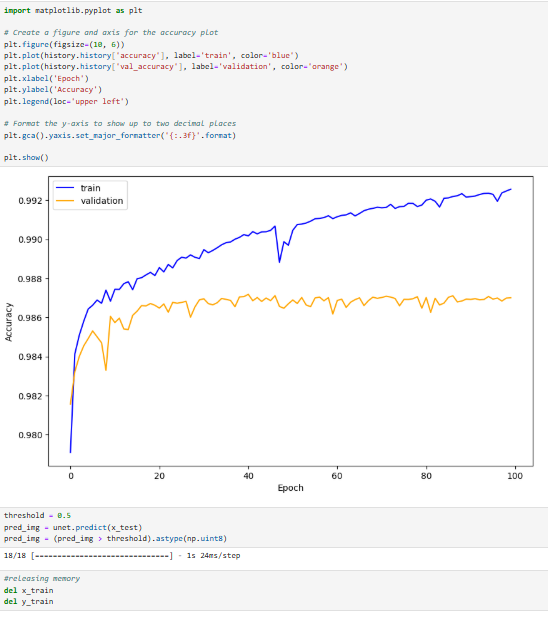 import matplotlib.pyplot as plt
# Create a figure and axis for the accuracy plot
plt.figure(figsize=(10, 6))
plt.plot(history.history['accuracy'], label='train', color='blue')
plt.plot(history.history['val_accuracy'], label='validation', color='orange')
plt.xlabel('Epoch')
plt.ylabel('Accuracy')
plt.legend(loc='upper left')
# Format the y-axis to show up to two decimal places
plt.gca().yaxis.set_major_formatter('{:.3f}'.format)
plt.show()
train
validation
0.992
0.990
0.988
0.986
0.984
0.982
0.980
Accuracy
0 20 40 60 80 100
Epoch
threshold = 0.5
pred_img = unet.predict(x_test)
pred_img = (pred_img > threshold).astype(np.uint8)
18/18 [==============================] - 1s 24ms/step
#releasing memory
del x_train
del y_train